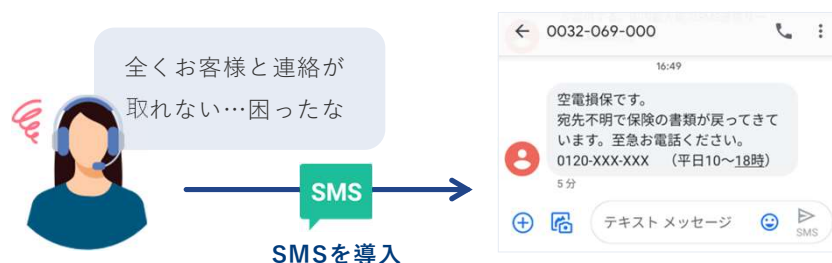 全くお客様と連絡が
取れない…困ったな
SMS
SMSを導入
0032-069-000
16:49
空電損保です。
宛先不明で保険の書類が戻ってきて
います。至急お電話ください。
0120-XXX-XXX （平日10～18時）
5 分
テキスト メッセージ
SMS